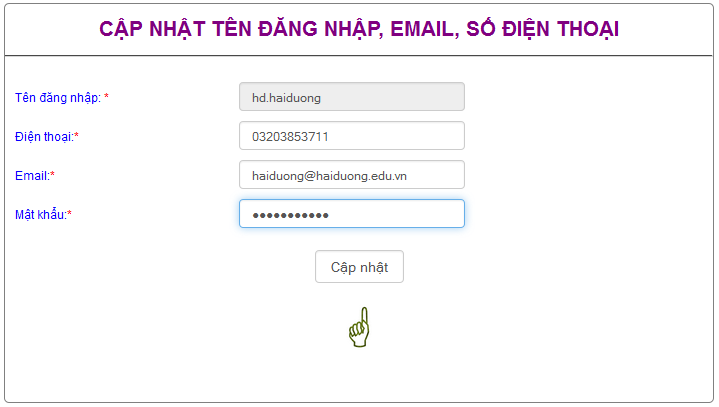 CẬP NHẬT TÊN ĐĂNG NHẬP, EMAIL, SỐ ĐIỆN THOẠI
Tên đăng nhập: * hd.haiduong
Điện thoại:* 03203853711
Email:* haiduong@haiduong.edu.vn
Mật khẩu:* ●●●●●●●●●●●
Cập nhật